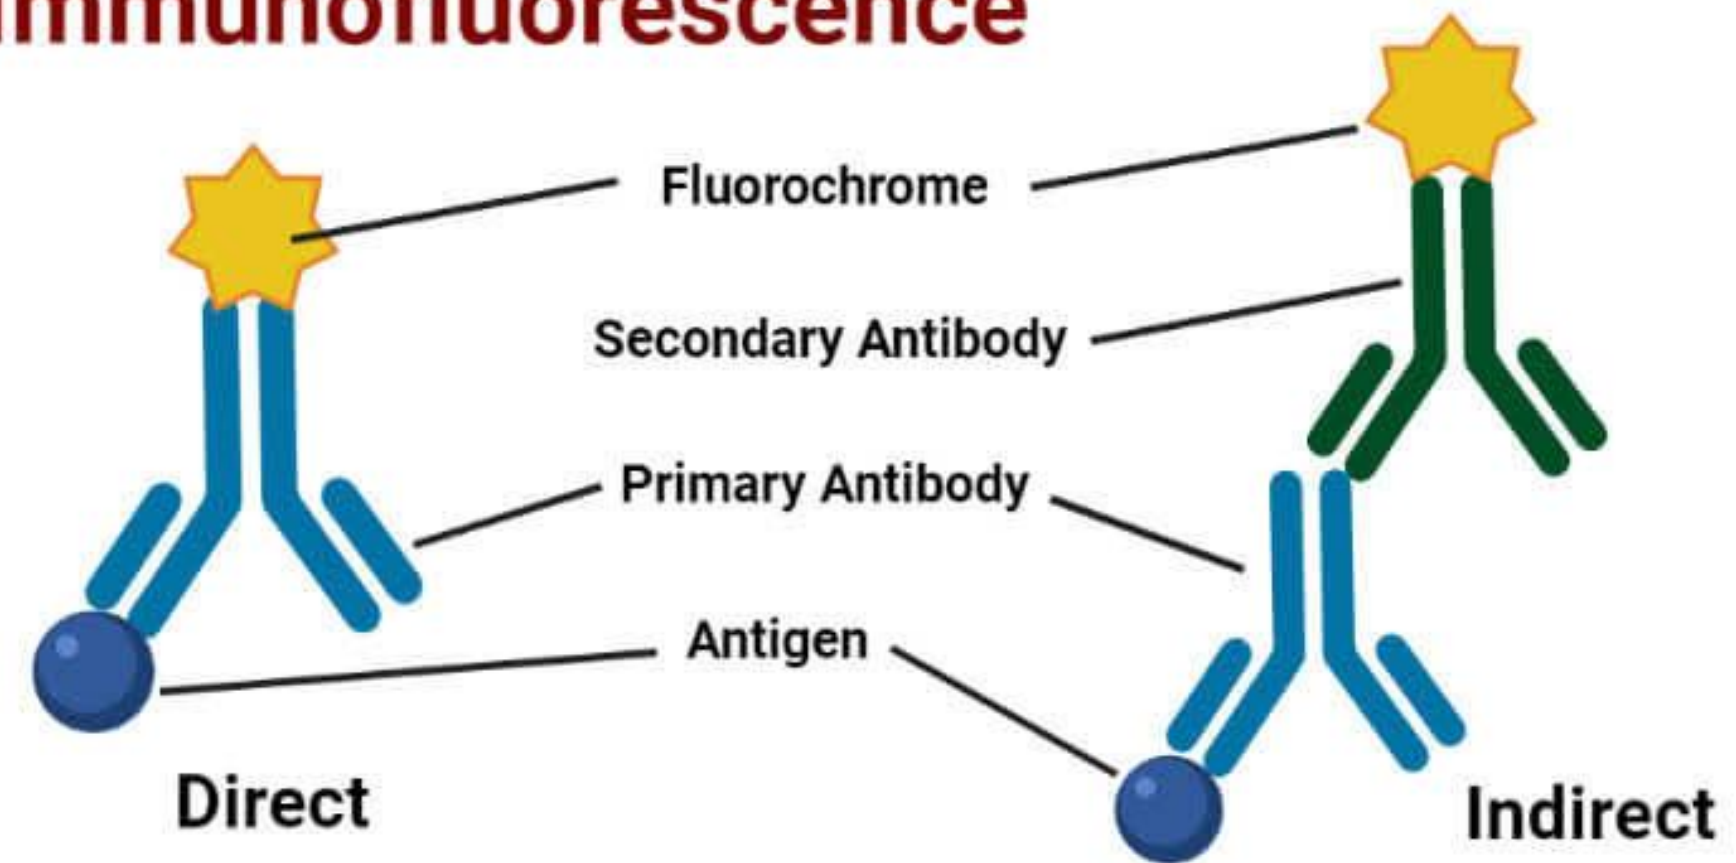 Immunofluorescence
Fluorochrome
Secondary Antibody
Primary Antibody
Antigen
Direct
Indirect